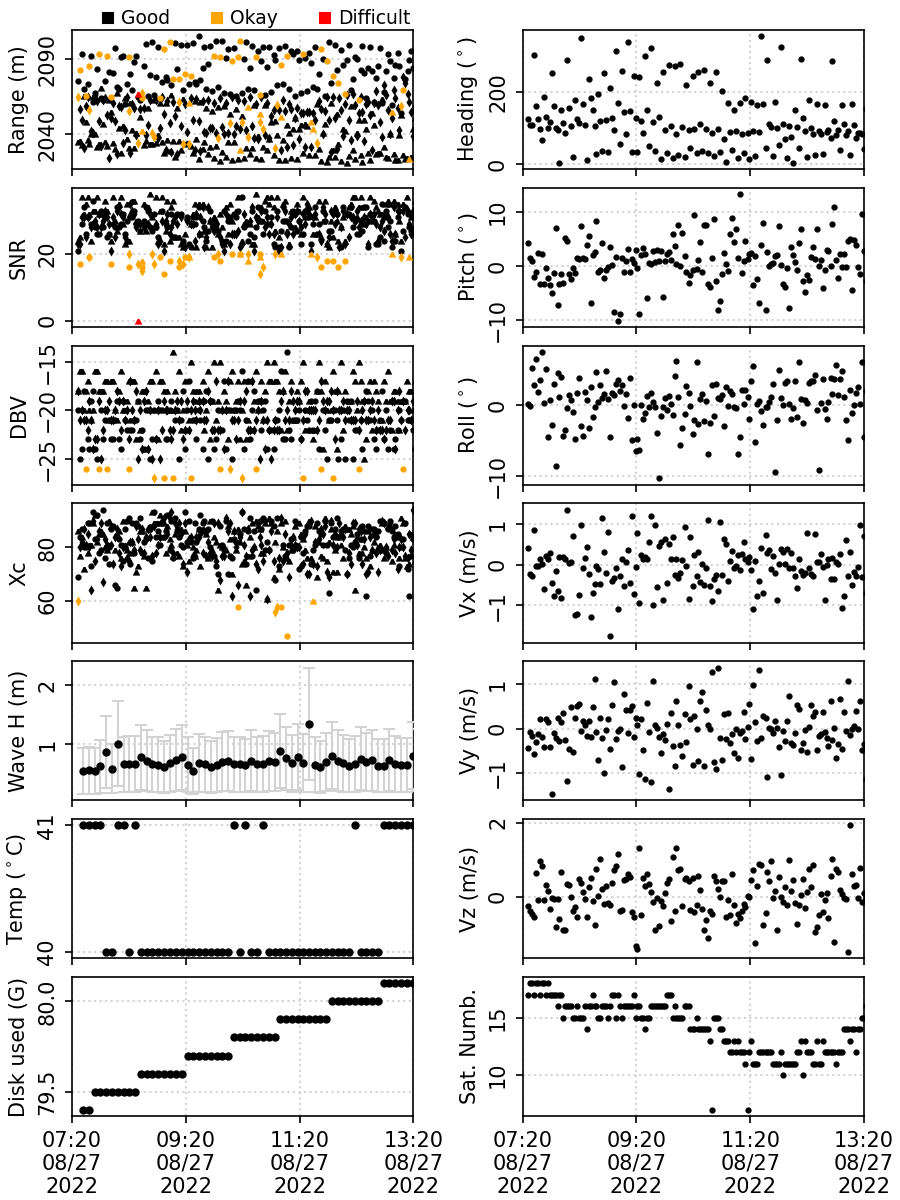 Good Okay Difficult
Range (m)
2090
2040
Heading (°)
200
0
SNR
20
0
Pitch (°)
10
0
−10
DBV
−15
−20
−25
Roll (°)
0
−10
Xc
80
60
Vx (m/s)
1
0
−1
Wave H (m)
2
1
Vy (m/s)
1
0
−1
Temp (°C)
41
40
Vz (m/s)
2
0
Disk used (G)
80.0
79.5
Sat. Numb.
15
10
07:20 09:20 11:20 13:20
08/27 08/27 08/27 08/27
2022 2022 2022 2022
07:20 09:20 11:20 13:20
08/27 08/27 08/27 08/27
2022 2022 2022 2022